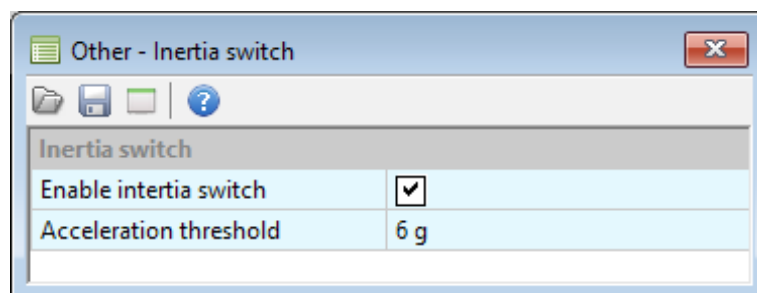 Other - Inertia switch
Inertia switch
Enable intertia switch
Acceleration threshold 6 g